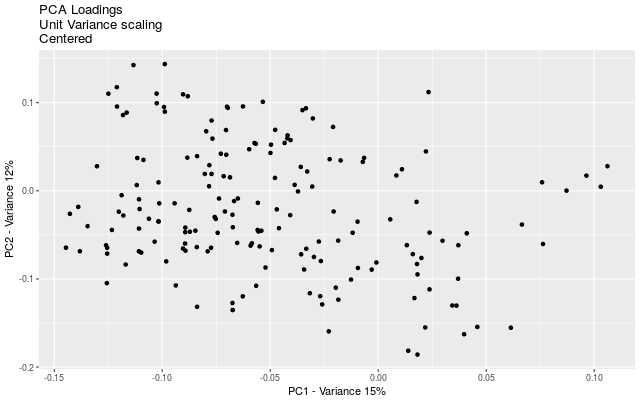 PCA Loadings
Unit Variance scaling
Centered
0.1
0.0
-0.1
-0.2
PC2 - Variance 12%
-0.15
-0.10
-0.05
0.00
0.05
0.10
PC1 - Variance 15%